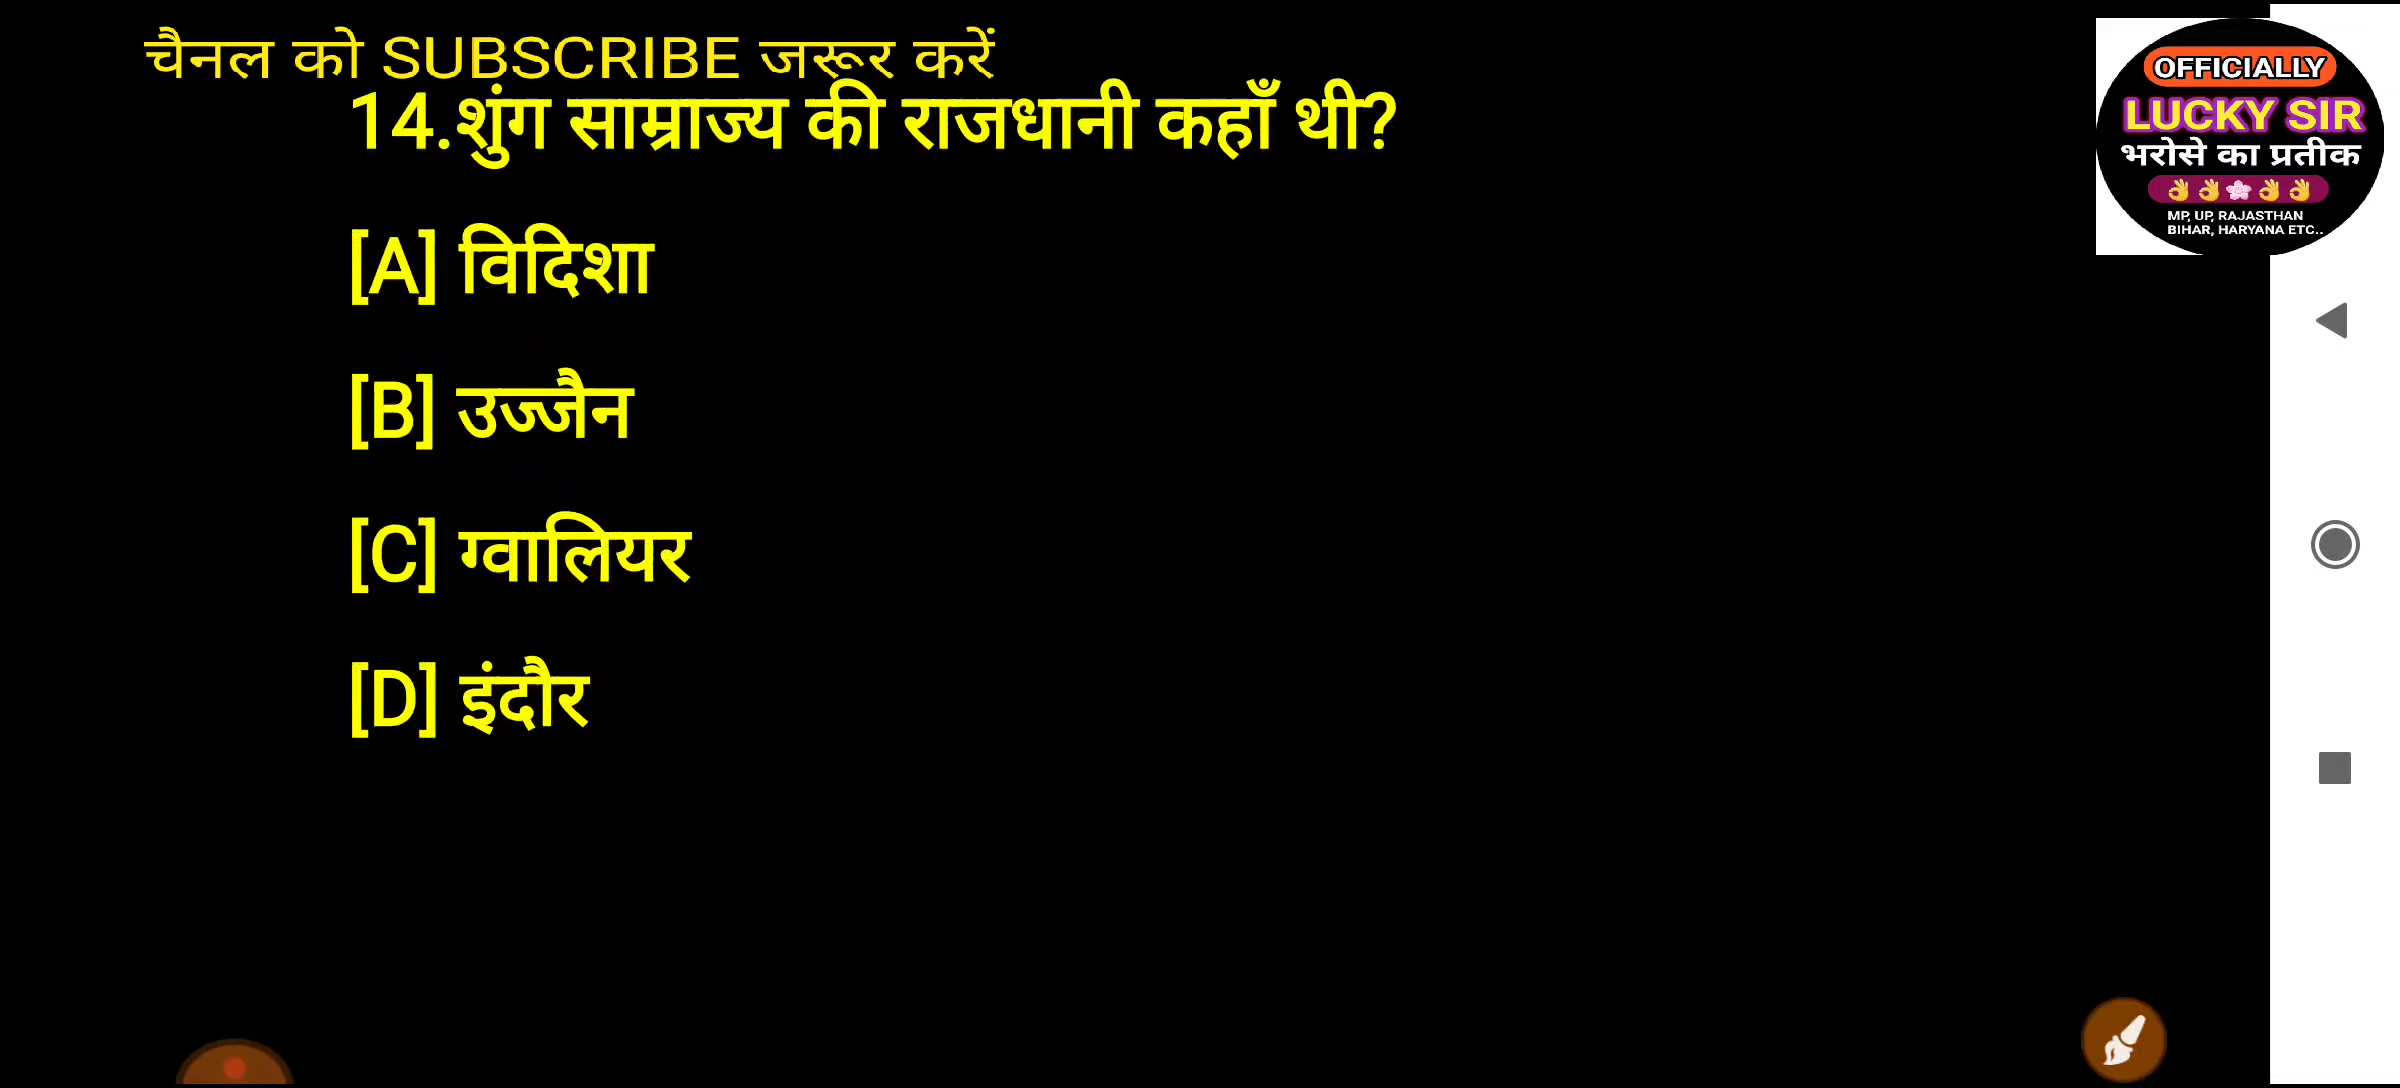 चैनल को SUBSCRIBE जरूर करें
14.शुंग साम्राज्य की राजधानी कहाँ थी?
[A] विदिशा
[B] उज्जैन
[C] ग्वालियर
[D] इंदौर
OFFICIALLY
LUCKY SIR
भरोसे का प्रतीक
👌👌🌸👌👌
MP, UP, RAJASTHAN
BIHAR, HARYANA ETC..